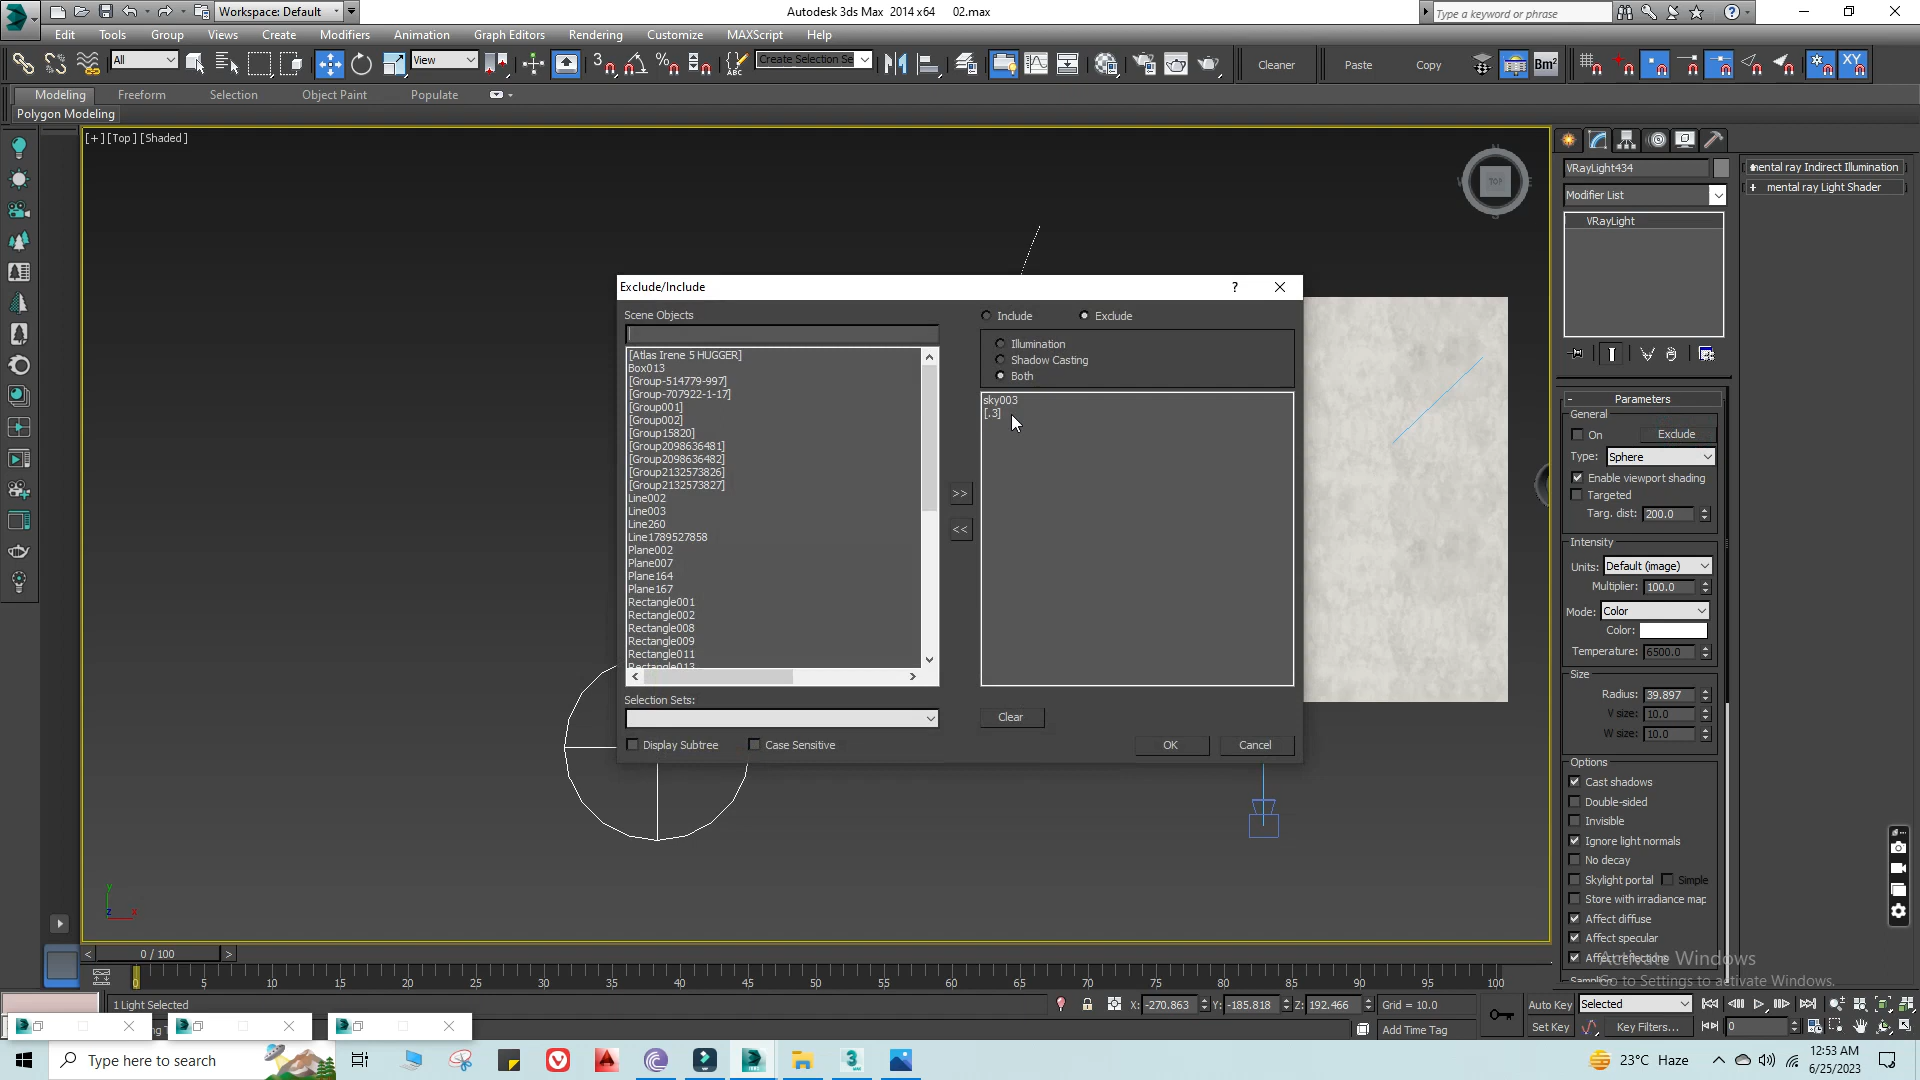 Workspace: Default
Autodesk 3ds Max 2014 x64 02.max
Type a keyword or phrase
Edit Tools Group Views Create Modifiers Animation Graph Editors Rendering Customize MAXScript Help
All
View
Create Selection Se
Cleaner Paste Copy
Bm²
XY
Modeling Freeform Selection Object Paint Populate
Polygon Modeling
[+] [Top] [Shaded]
TOP
VRayLight434
Modifier List
VRayLight
mental ray Indirect Illumination
+ mental ray Light Shader
Exclude/Include
Scene Objects
Include Exclude
Illumination
Shadow Casting
Both
[Atlas Irene 5 HUGGER]
Box013
[Group-514779-997]
[Group-707922-1-17]
[Group001]
[Group002]
[Group15820]
[Group2098636481]
[Group2098636482]
[Group2132573826]
[Group2132573827]
Line002
Line003
Line260
Line1789527858
Plane002
Plane007
Plane164
Plane167
Rectangle001
Rectangle002
Rectangle008
Rectangle009
Rectangle011
Rectangle013
>>
<<
sky003
[.3]
Selection Sets:
Clear
Display Subtree Case Sensitive
OK Cancel
- Parameters
General
On Exclude
Type: Sphere
Enable viewport shading
Targeted
Targ. dist: 200.0
Intensity
Units: Default (image)
Multiplier: 100.0
Mode: Color
Color:
Temperature: 6500.0
Size
Radius: 39.897
V size: 10.0
W size: 10.0
Options
Cast shadows
Double-sided
Invisible
Ignore light normals
No decay
Skylight portal Simple
Store with irradiance map
Affect diffuse
Affect specular
Affect reflections
Activate Windows
Go to Settings to activate Windows.
y
z x
< 0 / 100 >
0 5 10 15 20 25 30 35 40 45 50 55 60 65 70 75 80 85 90 95 100
1 Light Selected
X: -270.863 Y: -185.818 Z: 192.466 Grid = 10.0
Add Time Tag
Auto Key Selected
Set Key Key Filters... 0
Type here to search
23°C Haze
12:53 AM
6/25/2023